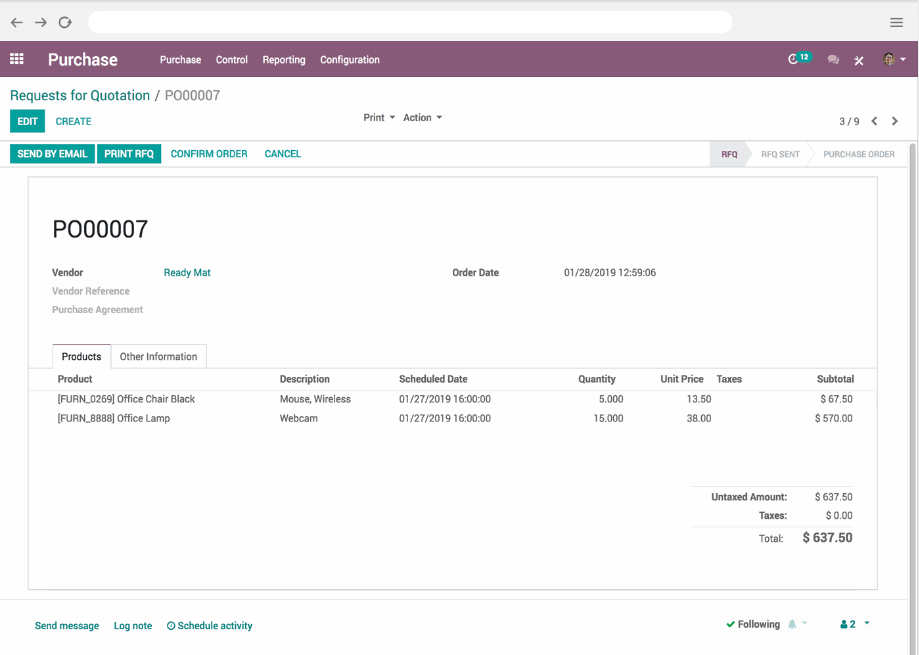 Purchase Purchase Control Reporting Configuration 12
Requests for Quotation / PO00007
EDIT CREATE Print Action 3 / 9
SEND BY EMAIL PRINT RFQ CONFIRM ORDER CANCEL RFQ RFQ SENT PURCHASE ORDER
PO00007
Vendor Ready Mat Order Date 01/28/2019 12:59:06
Vendor Reference
Purchase Agreement
Products Other Information
Product Description Scheduled Date Quantity Unit Price Taxes Subtotal
[FURN_0269] Office Chair Black Mouse, Wireless 01/27/2019 16:00:00 5.000 13.50 $ 67.50
[FURN_8888] Office Lamp Webcam 01/27/2019 16:00:00 15.000 38.00 $ 570.00
Untaxed Amount: $ 637.50
Taxes: $ 0.00
Total: $ 637.50
Send message Log note Schedule activity Following 2